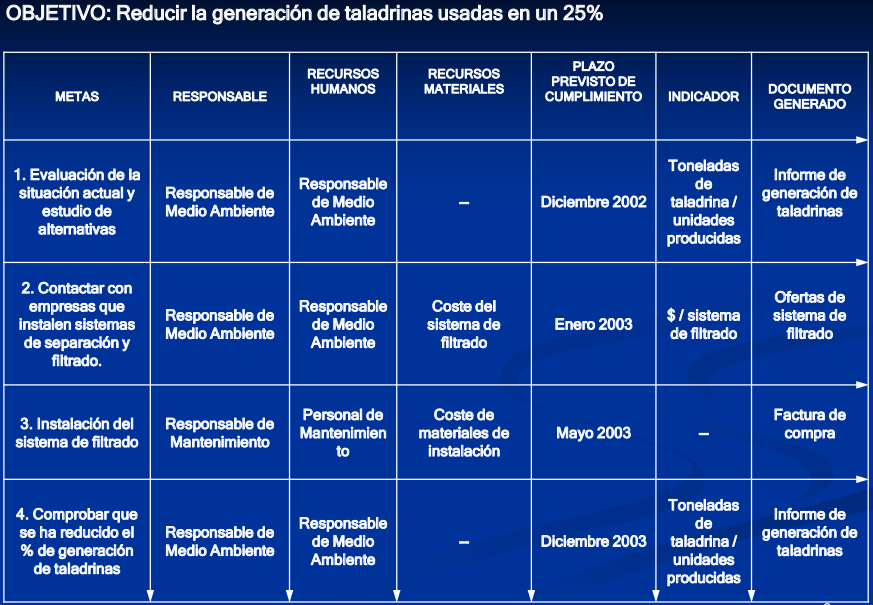 OBJETIVO: Reducir la generación de taladrinas usadas en un 25%
METAS
RESPONSABLE
RECURSOS
HUMANOS
RECURSOS
MATERIALES
PLAZO
PREVISTO DE
CUMPLIMIENTO
INDICADOR
DOCUMENTO
GENERADO
1. Evaluación de la
situación actual y
estudio de
alternativas
Responsable de
Medio Ambiente
Responsable
de Medio
Ambiente
--
Diciembre 2002
Toneladas
de
taladrina /
unidades
producidas
Informe de
generación de
taladrinas
2. Contactar con
empresas que
instalen sistemas
de separación y
filtrado.
Responsable de
Medio Ambiente
Responsable
de Medio
Ambiente
Coste del
sistema de
filtrado
Enero 2003
$ / sistema
de filtrado
Ofertas de
sistema de
filtrado
3. Instalación del
sistema de filtrado
Responsable de
Mantenimiento
Personal de
Mantenimien
to
Coste de
materiales de
instalación
Mayo 2003
--
Factura de
compra
4. Comprobar que
se ha reducido el
% de generación
de taladrinas
Responsable de
Medio Ambiente
Responsable
de Medio
Ambiente
--
Diciembre 2003
Toneladas
de
taladrina /
unidades
producidas
Informe de
generación de
taladrinas